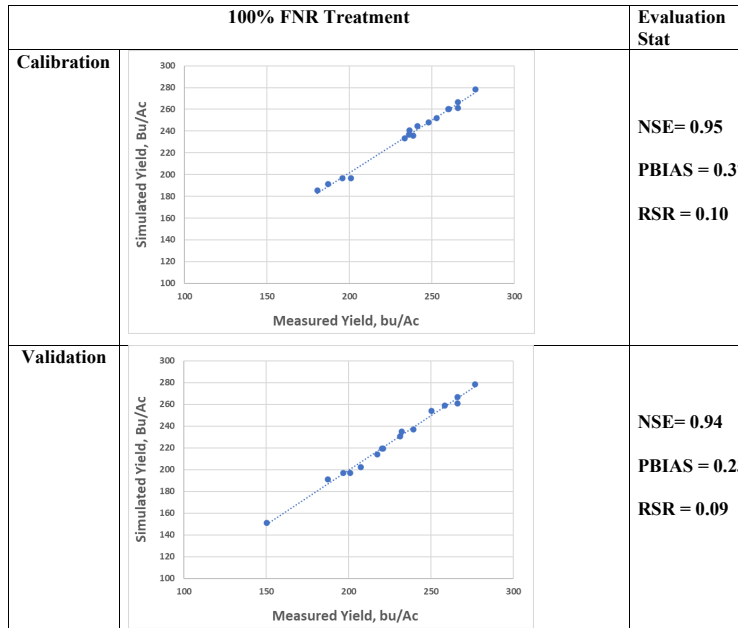 100% FNR Treatment
Evaluation
Stat
Calibration
300
280
260
240
220
200
180
160
140
120
100
Simulated Yield, Bu/Ac
100 150 200 250 300
Measured Yield, bu/Ac
NSE= 0.95
PBIAS = 0.3
RSR = 0.10
Validation
300
280
260
240
220
200
180
160
140
120
100
Simulated Yield, Bu/Ac
100 150 200 250 300
Measured Yield, bu/Ac
NSE= 0.94
PBIAS = 0.2
RSR = 0.09